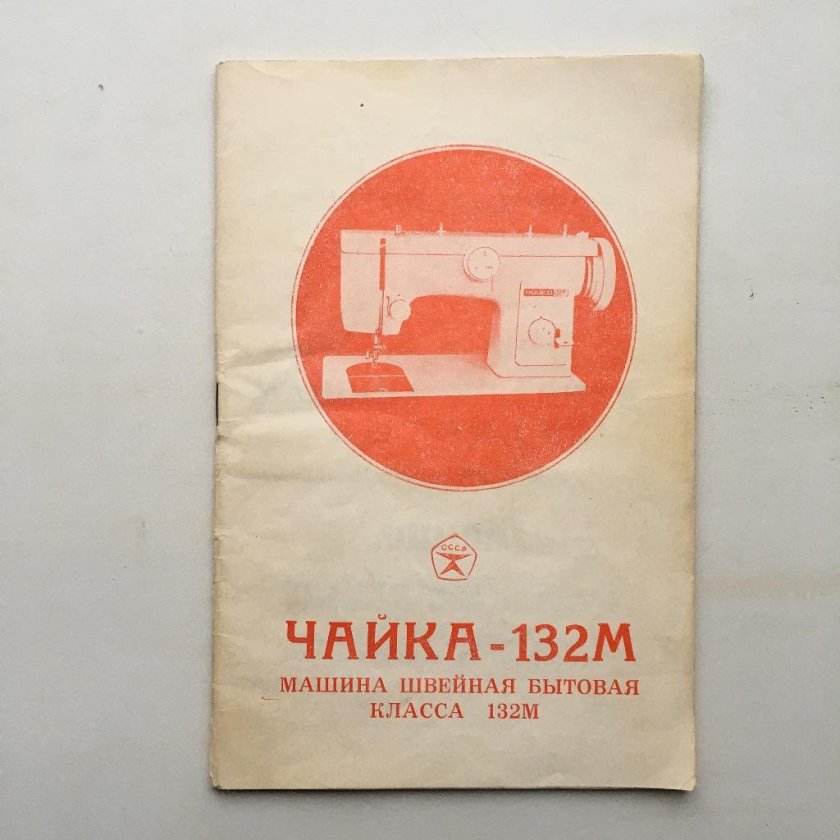 СССР
ЧАЙКА-132М
МАШИНА ШВЕЙНАЯ БЫТОВАЯ
КЛАССА 132М